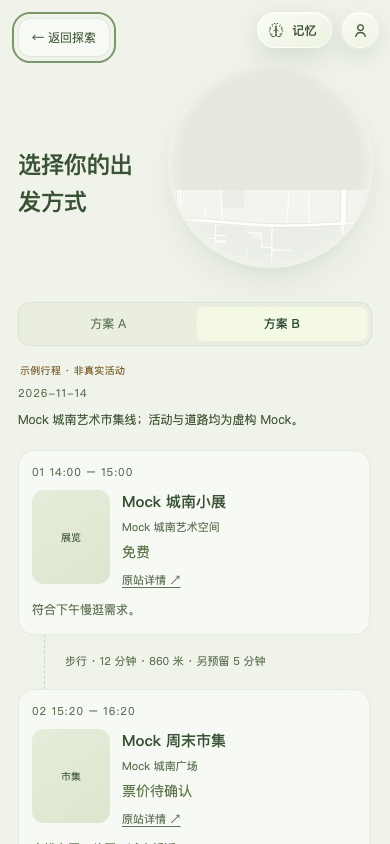 ← 返回探索
记忆
选择你的出
发方式
方案 A
方案 B
示例行程 · 非真实活动
2026-11-14
Mock 城南艺术市集线；活动与道路均为虚构 Mock。
01 14:00 — 15:00
展览
Mock 城南小展
Mock 城南艺术空间
免费
原站详情 ↗
符合下午慢逛需求。
步行 · 12 分钟 · 860 米 · 另预留 5 分钟
02 15:20 — 16:20
市集
Mock 周末市集
Mock 城南广场
票价待确认
原站详情 ↗